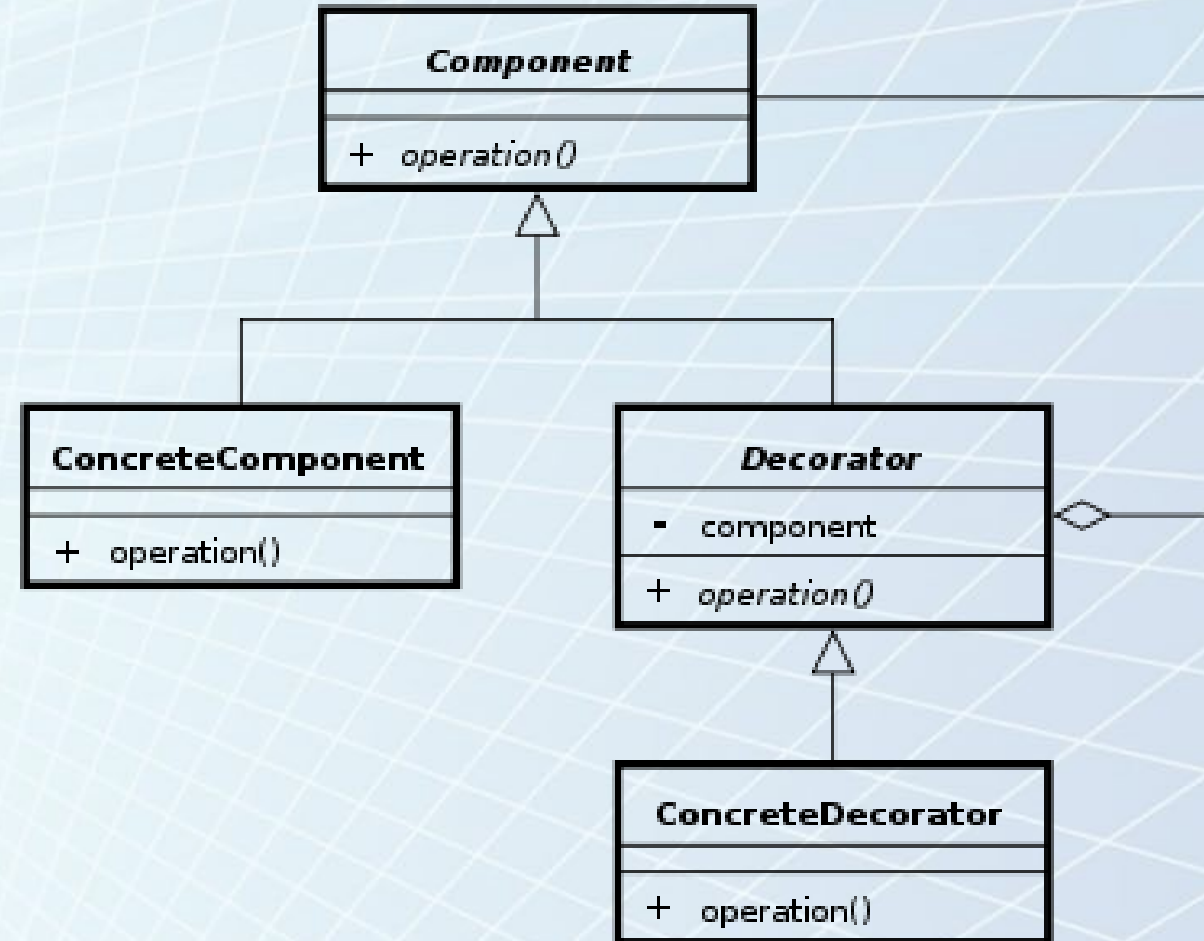 Component
+ operation()
ConcreteComponent
+ operation()
Decorator
- component
+ operation()
ConcreteDecorator
+ operation()